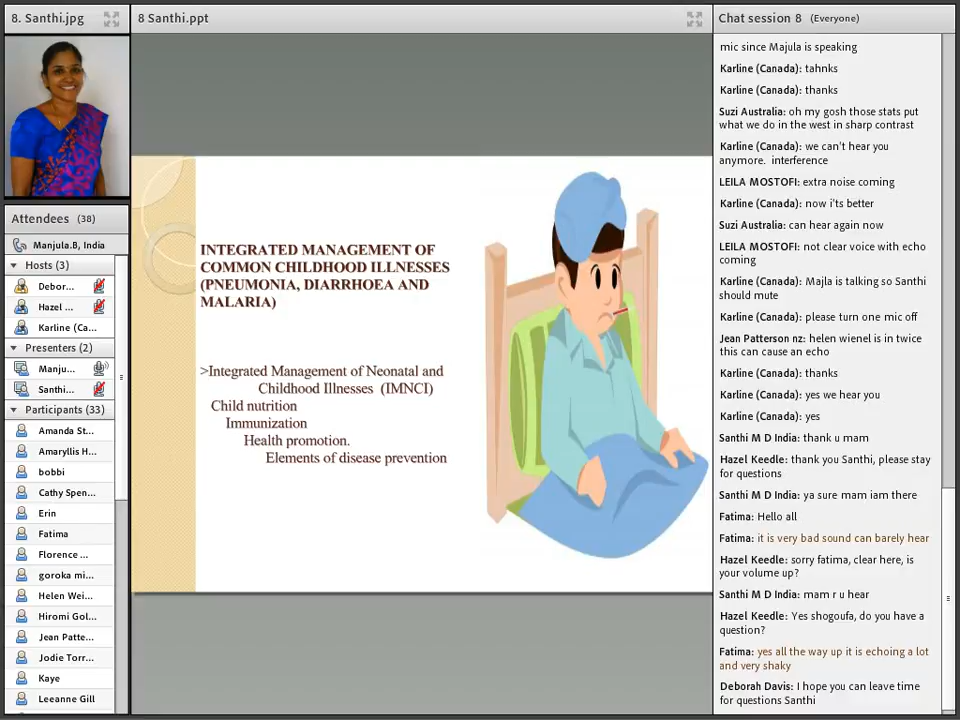 8. Santhi.jpg
8 Santhi.ppt
Chat session 8 (Everyone)
Attendees (38)
Manjula.B, India
Hosts (3)
Debor...
Hazel ...
Karline (Ca...
Presenters (2)
Manju...
Santhi...
Participants (33)
Amanda St...
Amaryllis H...
bobbi
Cathy Spen...
Erin
Fatima
Florence ...
goroka mi...
Helen Wei...
Hiromi Gol...
Jean Patte...
Jodie Torr...
Kaye
Leeanne Gill
INTEGRATED MANAGEMENT OF
COMMON CHILDHOOD ILLNESSES
(PNEUMONIA, DIARRHOEA AND
MALARIA)
>Integrated Management of Neonatal and
Childhood Illnesses (IMNCI)
Child nutrition
Immunization
Health promotion.
Elements of disease prevention
mic since Majula is speaking
Karline (Canada): tahnks
Karline (Canada): thanks
Suzi Australia: oh my gosh those stats put
what we do in the west in sharp contrast
Karline (Canada): we can't hear you
anymore. interference
LEILA MOSTOFI: extra noise coming
Karline (Canada): now i'ts better
Suzi Australia: can hear again now
LEILA MOSTOFI: not clear voice with echo
coming
Karline (Canada): Majla is talking so Santhi
should mute
Karline (Canada): please turn one mic off
Jean Patterson nz: helen wienel is in twice
this can cause an echo
Karline (Canada): thanks
Karline (Canada): yes we hear you
Karline (Canada): yes
Santhi M D India: thank u mam
Hazel Keedle: thank you Santhi, please stay
for questions
Santhi M D India: ya sure mam iam there
Fatima: Hello all
Fatima: it is very bad sound can barely hear
Hazel Keedle: sorry fatima, clear here, is
your volume up?
Santhi M D India: mam r u hear
Hazel Keedle: Yes shogoufa, do you have a
question?
Fatima: yes all the way up it is echoing a lot
and very shaky
Deborah Davis: I hope you can leave time
for questions Santhi